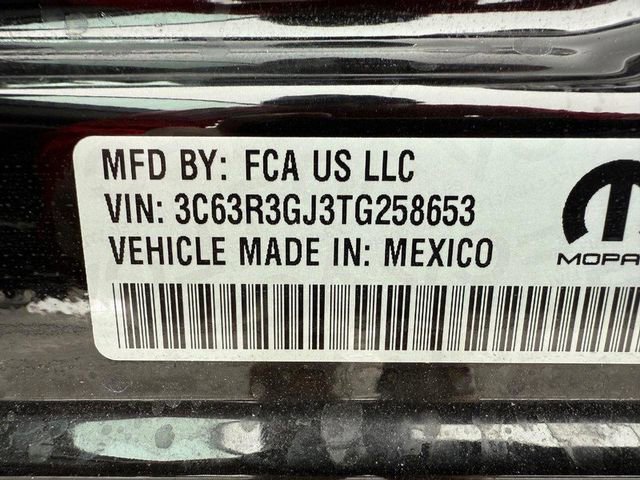 MFD BY: FCA US LLC
VIN: 3C63R3GJ3TG258653
VEHICLE MADE IN: MEXICO
MOPA